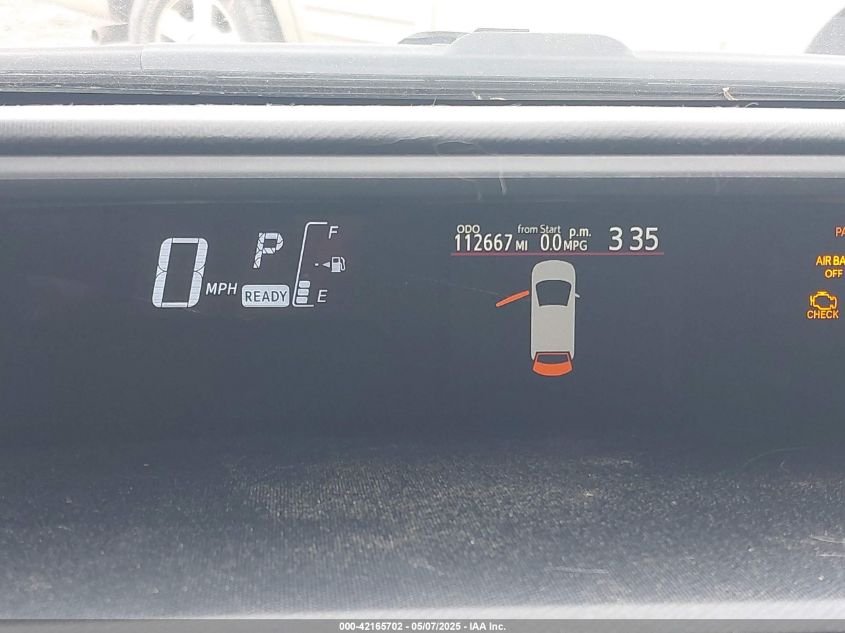 0 MPH
P
READY
F
E
ODO from Start p.m.
112667 MI 0.0 MPG 3 35
AIR
OFF
CHECK
000-42165702 - 05/07/2025 - IAA Inc.